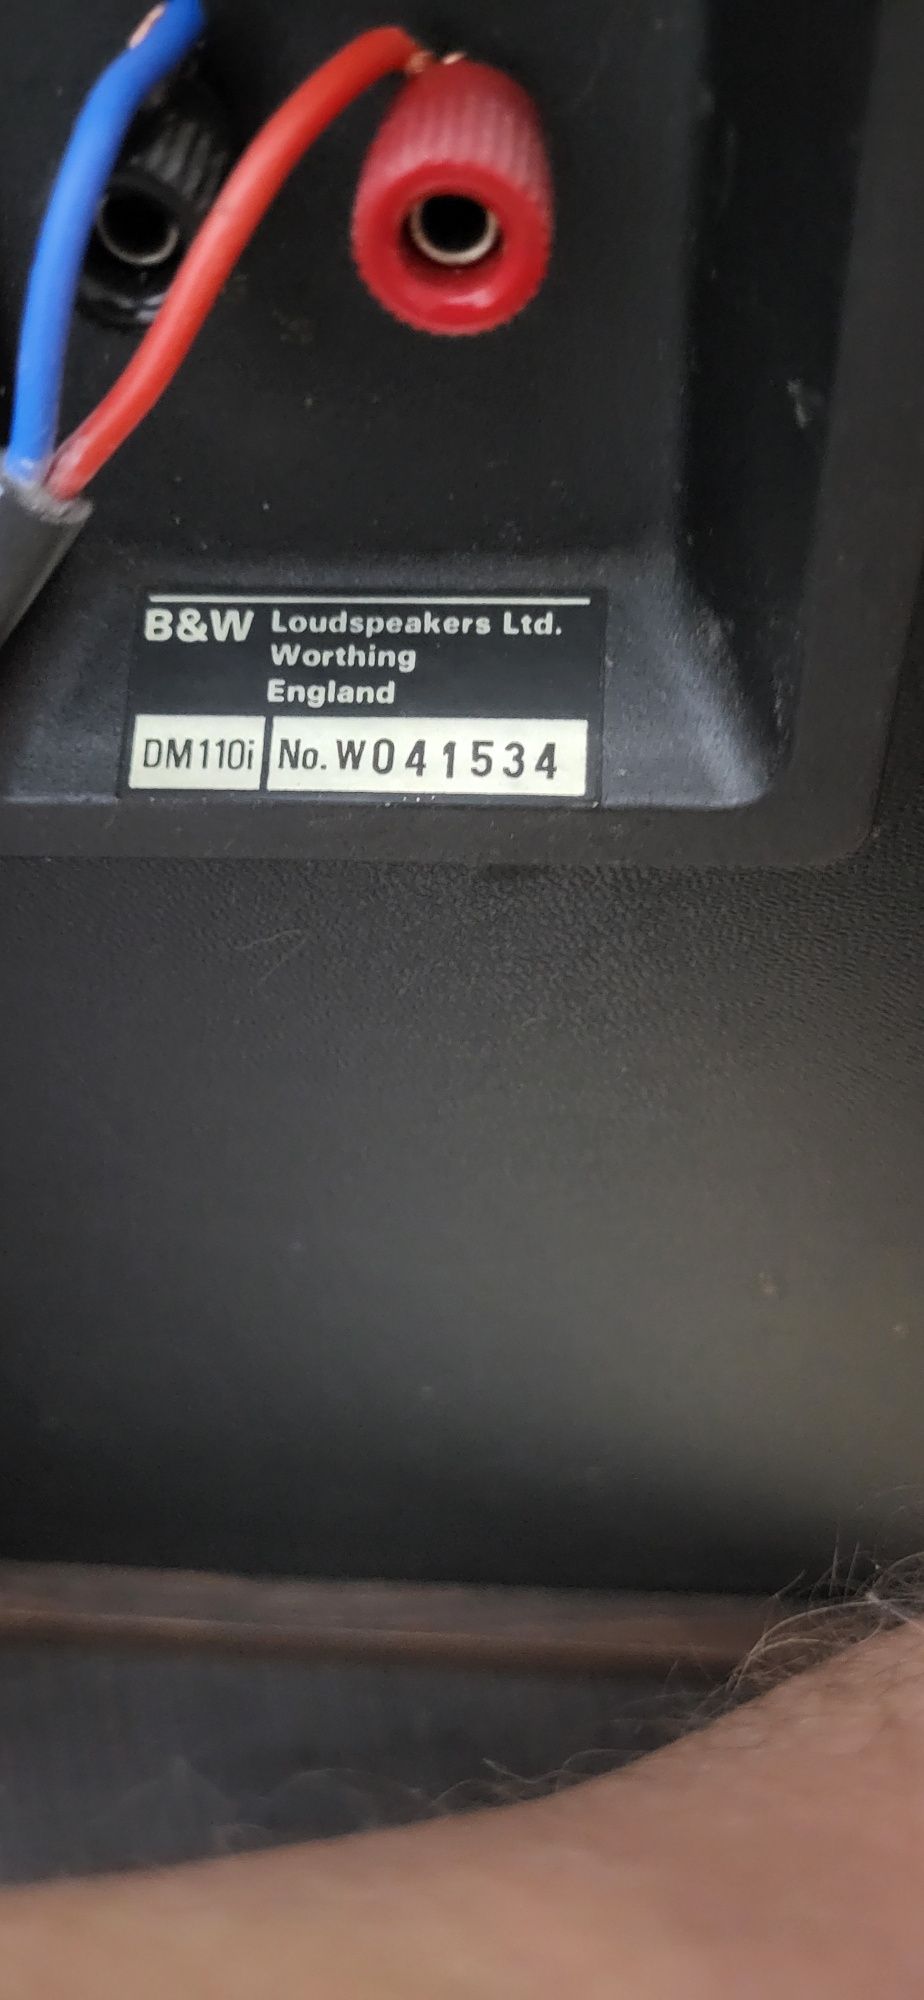 B&W Loudspeakers Ltd.
Worthing
England
DM110i No. W041534